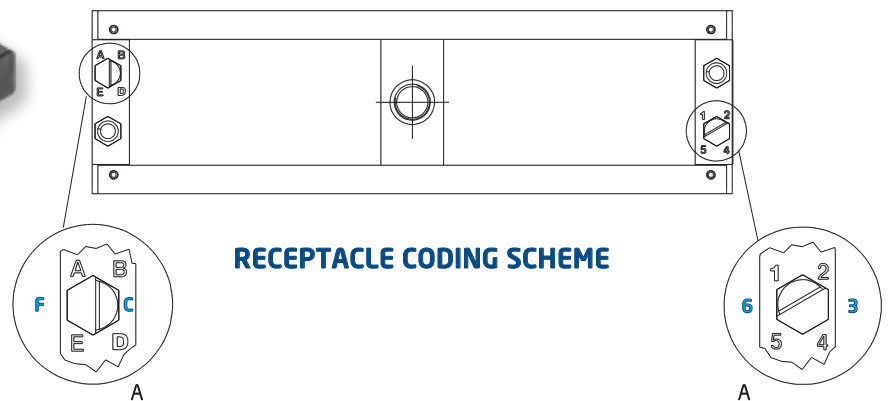 A B
E D
1 2
5 4
RECEPTACLE CODING SCHEME
A B
F C
E D
A
1 2
6 3
5 4
A